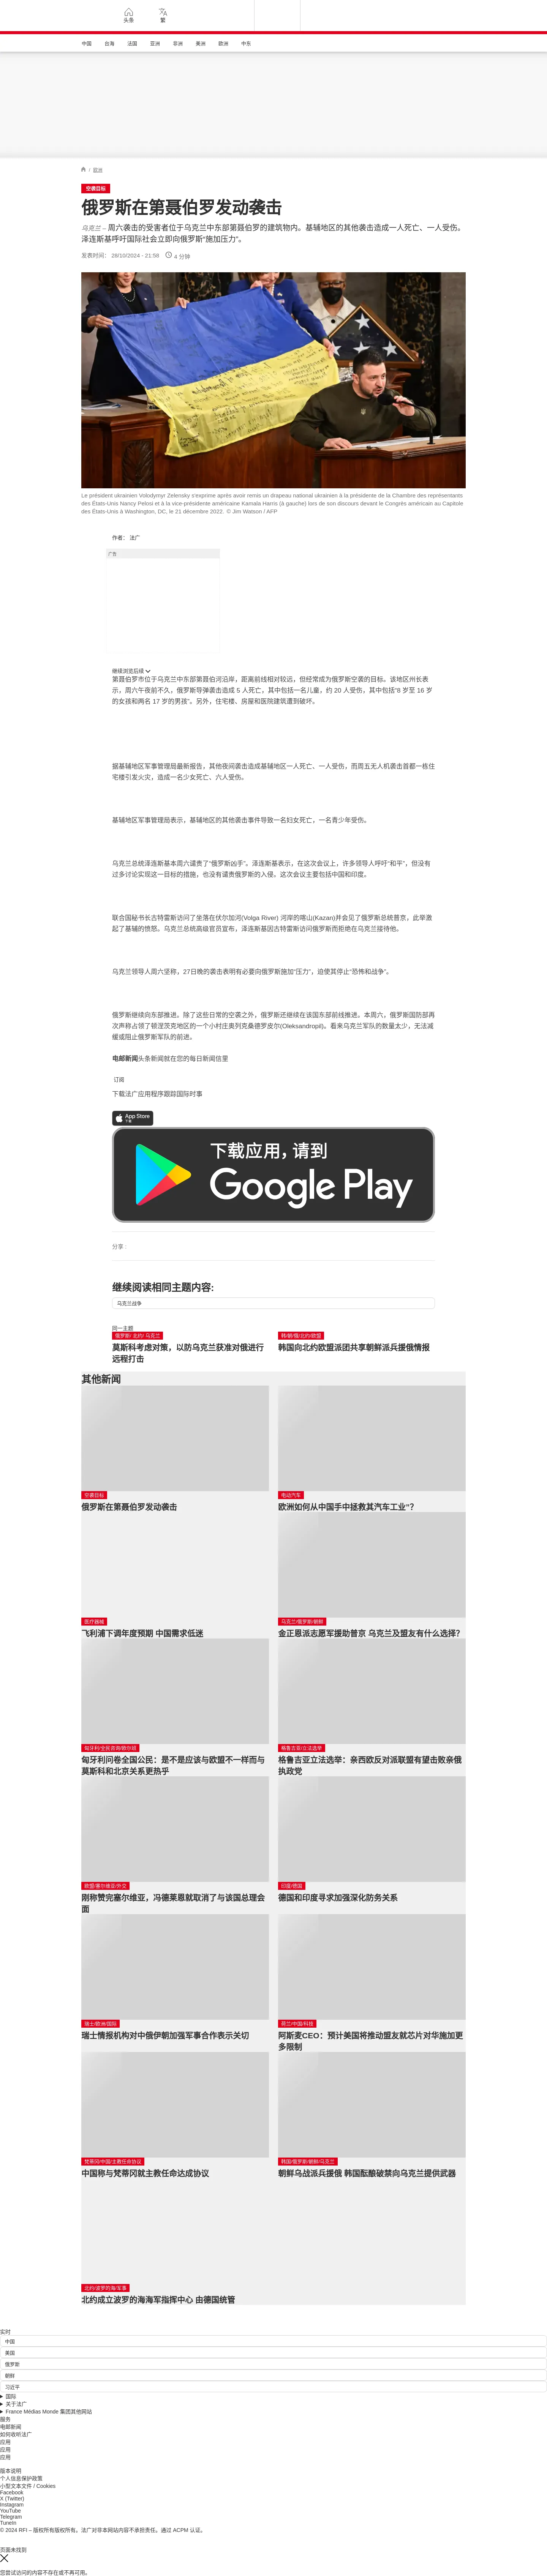 头条
繁
中国 台海 法国 亚洲 非洲 美洲 欧洲 中东
/ 欧洲
空袭目标
俄罗斯在第聂伯罗发动袭击
乌克兰 – 周六袭击的受害者位于乌克兰中东部第聂伯罗的建筑物内。基辅地区的其他袭击造成一人死亡、一人受伤。
泽连斯基呼吁国际社会立即向俄罗斯“施加压力”。
发表时间： 28/10/2024 - 21:58 4 分钟
Le président ukrainien Volodymyr Zelensky s'exprime après avoir remis un drapeau national ukrainien à la présidente de la Chambre des représentants
des États-Unis Nancy Pelosi et à la vice-présidente américaine Kamala Harris (à gauche) lors de son discours devant le Congrès américain au Capitole
des États-Unis à Washington, DC, le 21 décembre 2022. © Jim Watson / AFP
作者： 法广
广告
继续浏览后续
第聂伯罗市位于乌克兰中东部第聂伯河沿岸，距离前线相对较远，但经常成为俄罗斯空袭的目标。该地区州长表
示，周六午夜前不久，俄罗斯导弹袭击造成 5 人死亡，其中包括一名儿童，约 20 人受伤，其中包括“8 岁至 16 岁
的女孩和两名 17 岁的男孩”。另外，住宅楼、房屋和医院建筑遭到破坏。
据基辅地区军事管理局最新报告，其他夜间袭击造成基辅地区一人死亡、一人受伤，而周五无人机袭击首都一栋住
宅楼引发火灾，造成一名少女死亡、六人受伤。
基辅地区军事管理局表示，基辅地区的其他袭击事件导致一名妇女死亡，一名青少年受伤。
乌克兰总统泽连斯基本周六谴责了“俄罗斯凶手”。泽连斯基表示，在这次会议上，许多领导人呼吁“和平”，但没有
过多讨论实现这一目标的措施，也没有谴责俄罗斯的入侵。这次会议主要包括中国和印度。
联合国秘书长古特雷斯访问了坐落在伏尔加河(Volga River) 河岸的喀山(Kazan)并会见了俄罗斯总统普京，此举激
起了基辅的愤怒。乌克兰总统高级官员宣布，泽连斯基因古特雷斯访问俄罗斯而拒绝在乌克兰接待他。
乌克兰领导人周六坚称，27日晚的袭击表明有必要向俄罗斯施加“压力”，迫使其停止“恐怖和战争”。
俄罗斯继续向东部推进。除了这些日常的空袭之外，俄罗斯还继续在该国东部前线推进。本周六，俄罗斯国防部再
次声称占领了顿涅茨克地区的一个小村庄奥列克桑德罗皮尔(Oleksandropil)。看来乌克兰军队的数量太少，无法减
缓或阻止俄罗斯军队的前进。
电邮新闻头条新闻就在您的每日新闻信里
订阅
下载法广应用程序跟踪国际时事
App Store
下载
下载应用，请到
Google Play
分享 :
继续阅读相同主题内容:
乌克兰战争
同一主题
俄罗斯/ 北约/ 乌克兰
莫斯科考虑对策，以防乌克兰获准对俄进行
远程打击
韩/朝/俄/北约/欧盟
韩国向北约欧盟派团共享朝鲜派兵援俄情报
其他新闻
空袭目标
俄罗斯在第聂伯罗发动袭击
电动汽车
欧洲如何从中国手中拯救其汽车工业“？
医疗器械
飞利浦下调年度预期 中国需求低迷
乌克兰/俄罗斯/朝鲜
金正恩派志愿军援助普京 乌克兰及盟友有什么选择？
匈牙利/全民咨询/欧尔班
匈牙利问卷全国公民：是不是应该与欧盟不一样而与
莫斯科和北京关系更热乎
格鲁吉亚/立法选举
格鲁吉亚立法选举：亲西欧反对派联盟有望击败亲俄
执政党
欧盟/塞尔维亚/外交
刚称赞完塞尔维亚，冯德莱恩就取消了与该国总理会
面
印度/德国
德国和印度寻求加强深化防务关系
瑞士/欧洲/国际
瑞士情报机构对中俄伊朝加强军事合作表示关切
荷兰/中国/科技
阿斯麦CEO：预计美国将推动盟友就芯片对华施加更
多限制
梵蒂冈/中国/主教任命协议
中国称与梵蒂冈就主教任命达成协议
韩国/俄罗斯/朝鲜/乌克兰
朝鲜乌战派兵援俄 韩国酝酿破禁向乌克兰提供武器
北约/波罗的海/军事
北约成立波罗的海海军指挥中心 由德国统管
实时
中国
美国
俄罗斯
朝鲜
习近平
国际
关于法广
France Médias Monde 集团其他网站
服务
电邮新闻
如何收听法广
应用
应用
应用
版本说明
个人信息保护政策
小型文本文件 / Cookies
Facebook
X (Twitter)
Instagram
YouTube
Telegram
TuneIn
© 2024 RFI – 版权所有版权所有。法广对非本网站内容不承担责任。通过 ACPM 认证。
页面未找到
您尝试访问的内容不存在或不再可用。